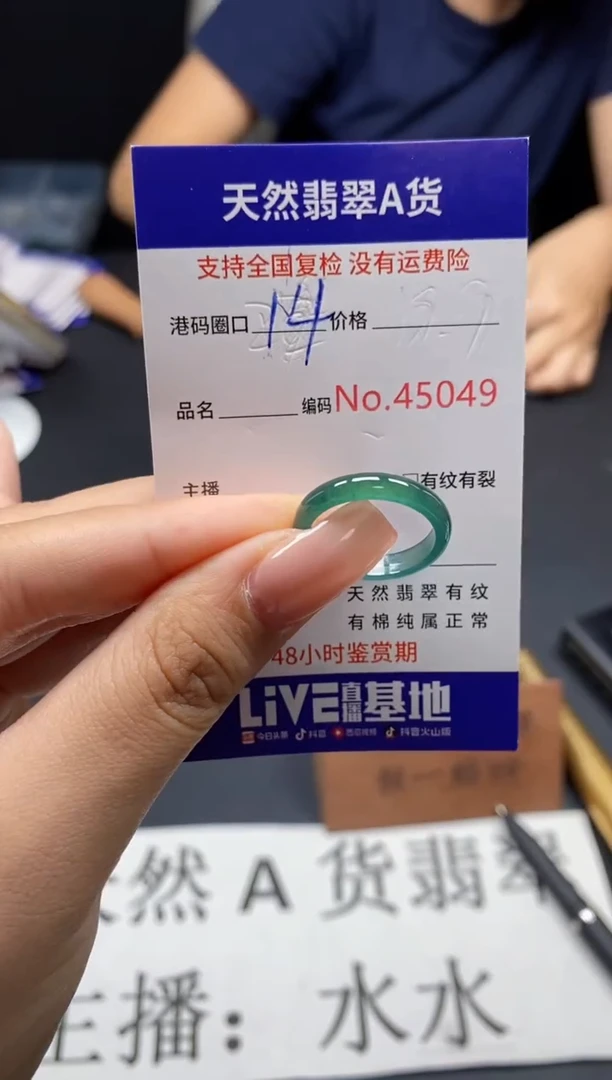 天然翡翠A货
支持全国复检 没有运费险
港码圈口 14 价格
品名 编码 No.45049
主播 有纹有裂
天然翡翠有纹
有棉纯属正常
48小时鉴赏期
LiVE直播基地
今日头条 抖音 西瓜视频 抖音火山版
然A货翡翠
主播：水水